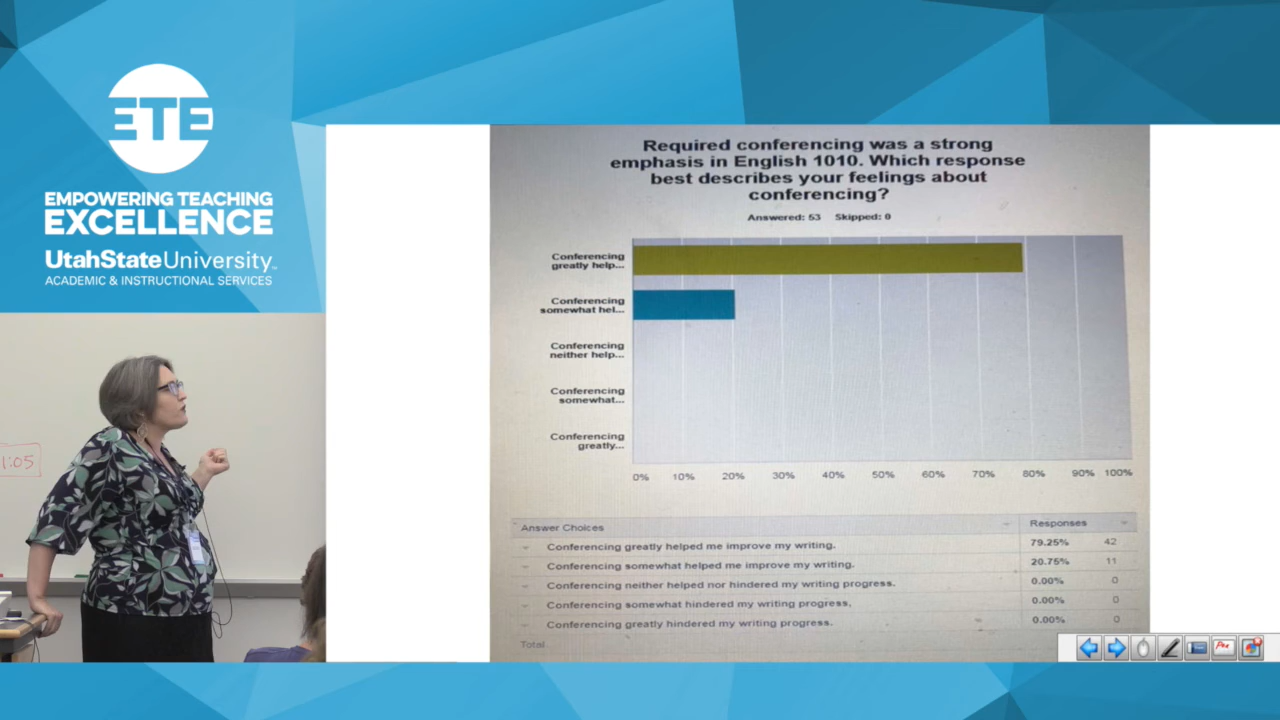 ETE
EMPOWERING TEACHING
EXCELLENCE
UtahStateUniversity
ACADEMIC & INSTRUCTIONAL SERVICES
1:05
Required conferencing was a strong
emphasis in English 1010. Which response
best describes your feelings about
conferencing?
Answered: 53 Skipped: 0
Conferencing
greatly help...
Conferencing
somewhat hel...
Conferencing
neither help...
Conferencing
somewhat...
Conferencing
greatly...
0% 10% 20% 30% 40% 50% 60% 70% 80% 90% 100%
Answer Choices Responses
Conferencing greatly helped me improve my writing. 79.25% 42
Conferencing somewhat helped me improve my writing. 20.75% 11
Conferencing neither helped nor hindered my writing progress. 0.00% 0
Conferencing somewhat hindered my writing progress. 0.00% 0
Conferencing greatly hindered my writing progress. 0.00% 0
Total